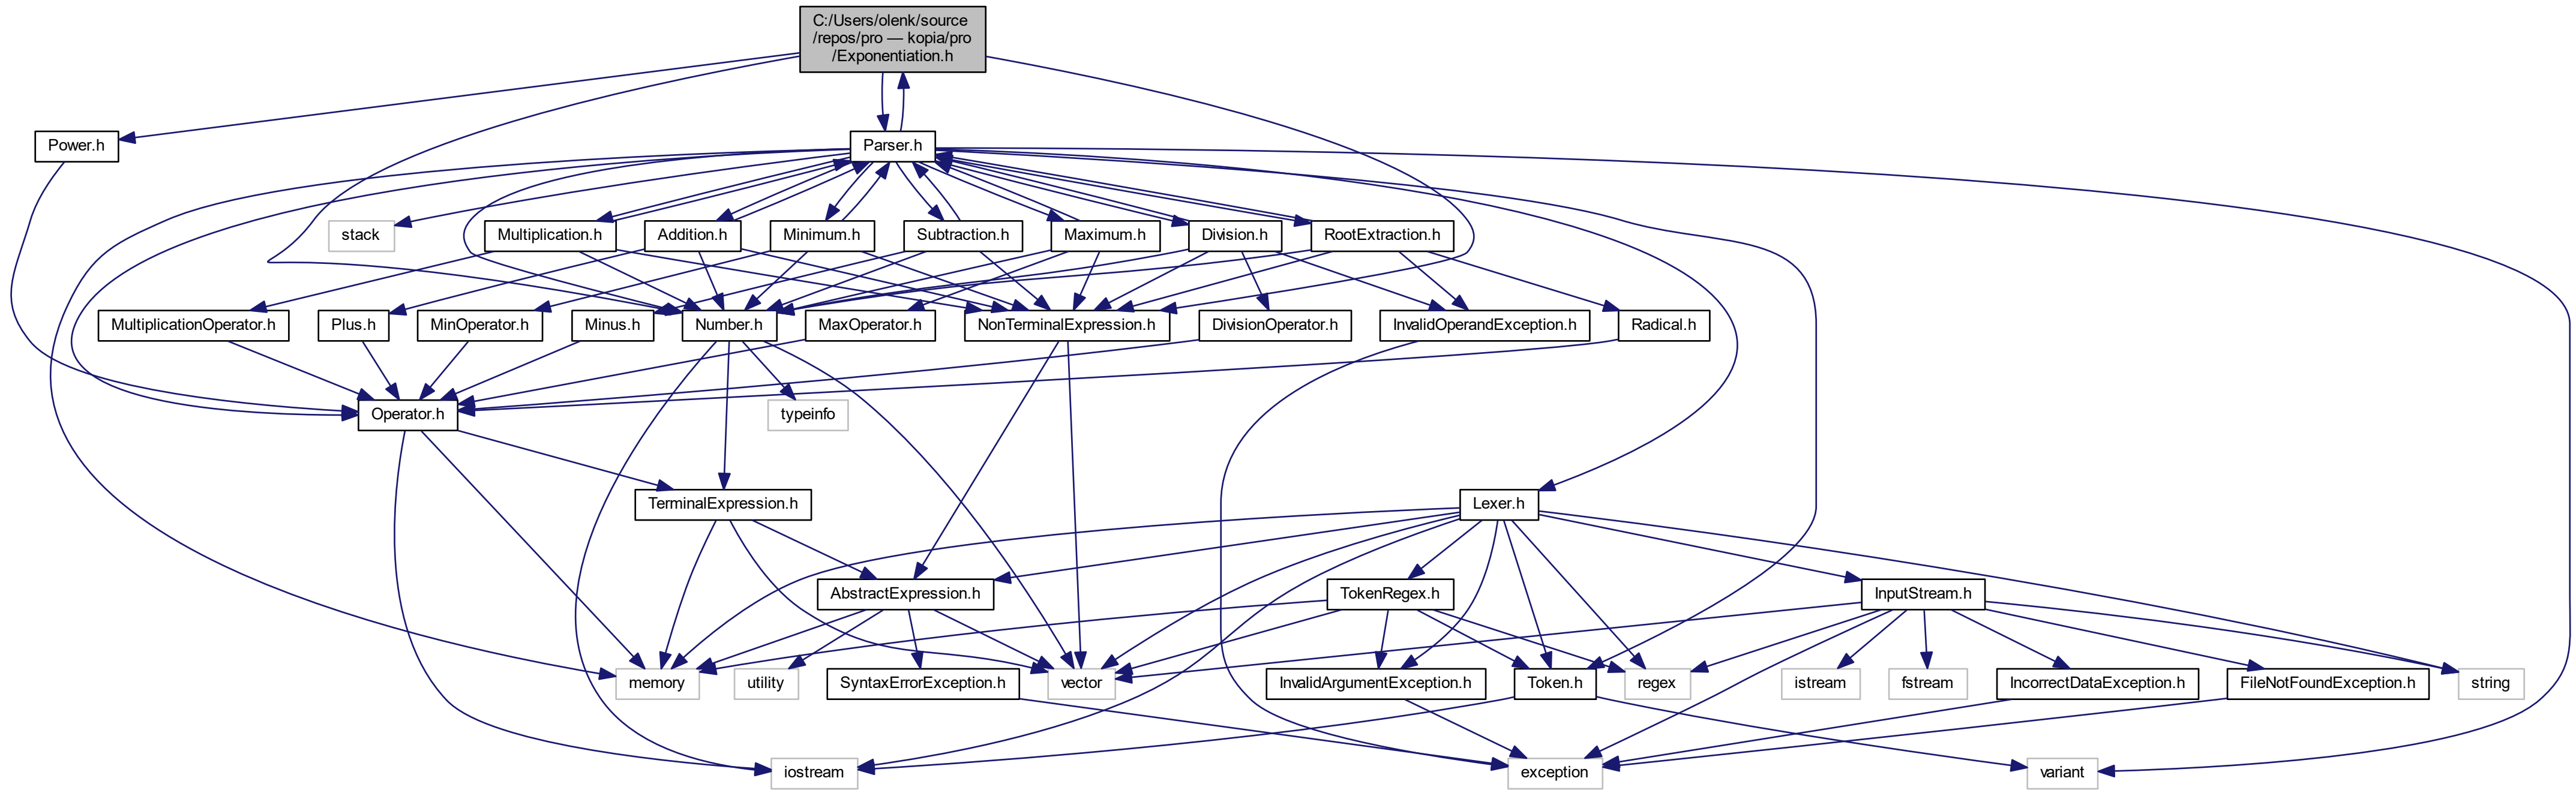 C:/Users/olenk/source
/repos/pro — kopia/pro
/Exponentiation.h
Power.h
Parser.h
stack
Multiplication.h
Addition.h
Minimum.h
Subtraction.h
Maximum.h
Division.h
RootExtraction.h
MultiplicationOperator.h
Plus.h
MinOperator.h
Minus.h
Number.h
MaxOperator.h
NonTerminalExpression.h
DivisionOperator.h
InvalidOperandException.h
Radical.h
Operator.h
typeinfo
TerminalExpression.h
Lexer.h
AbstractExpression.h
TokenRegex.h
InputStream.h
memory
utility
SyntaxErrorException.h
vector
InvalidArgumentException.h
Token.h
regex
istream
fstream
IncorrectDataException.h
FileNotFoundException.h
string
iostream
exception
variant